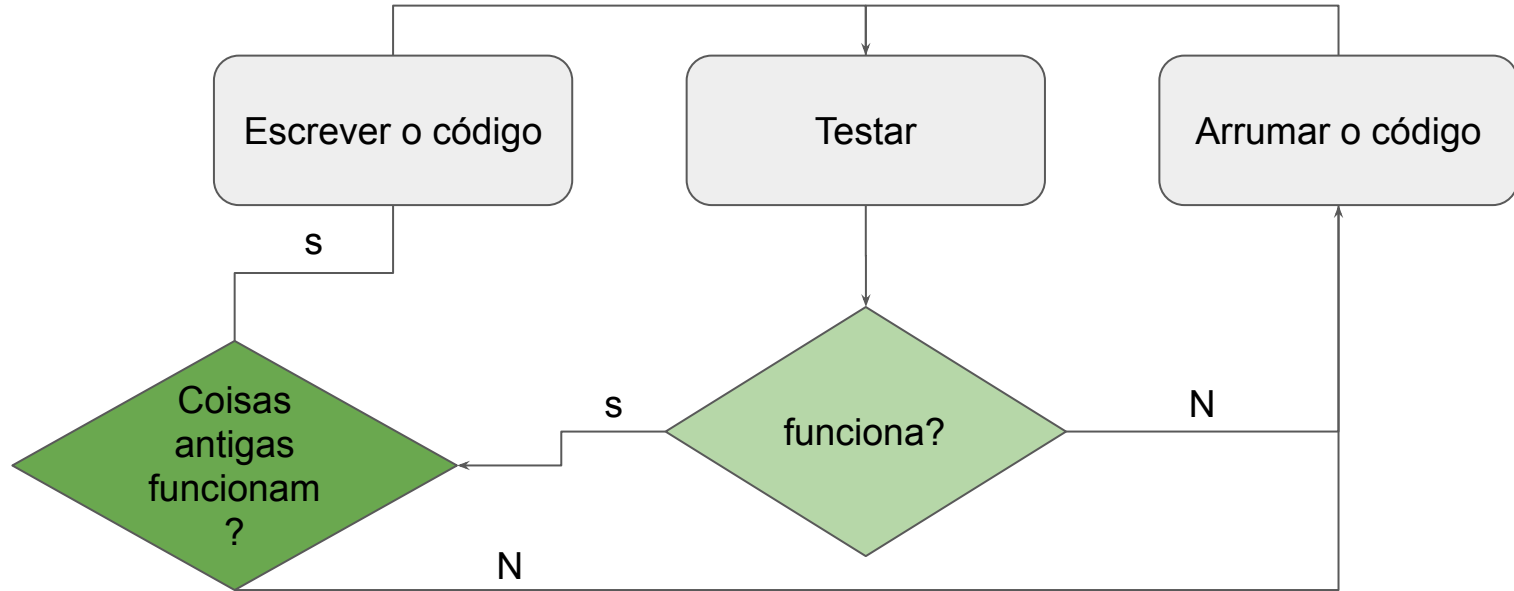 Escrever o código
Testar
Arrumar o código
s
Coisas
antigas
funcionam
?
s
funciona?
N
N